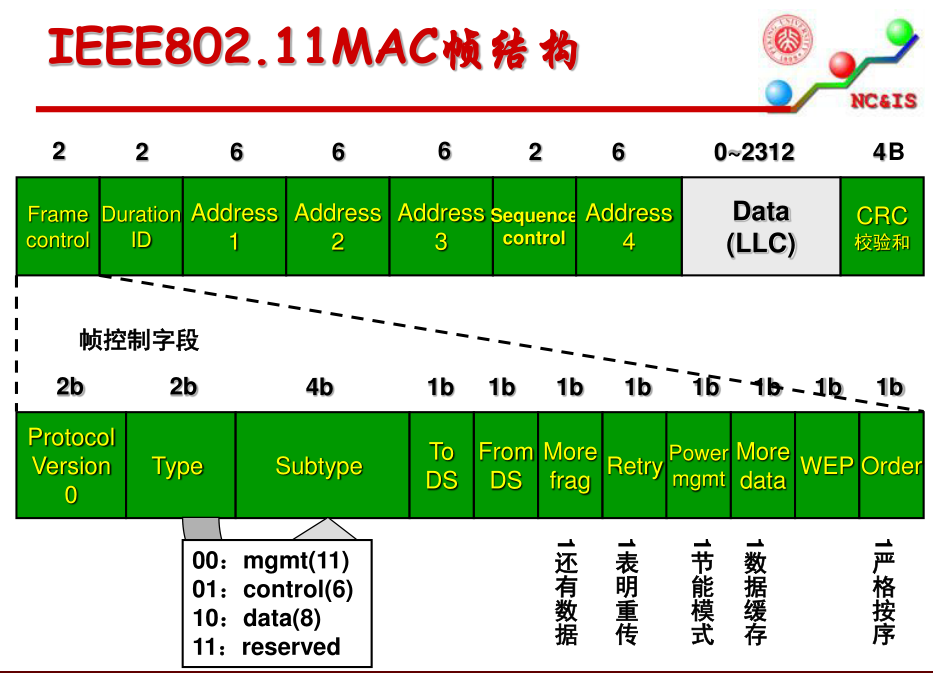 IEEE802.11MAC帧结构
NC&IS
2 2 6 6 6 2 6 0~2312 4B
Frame control
Duration ID
Address 1
Address 2
Address 3
Sequence control
Address 4
Data (LLC)
CRC 校验和
帧控制字段
2b 2b 4b 1b 1b 1b 1b 1b 1b 1b 1b
Protocol Version 0
Type
Subtype
To DS
From DS
More frag
Retry
Power mgmt
More data
WEP
Order
00：mgmt(11)
01：control(6)
10：data(8)
11：reserved
1还有数据
1表明重传
1节能模式
1数据缓存
1严格按序